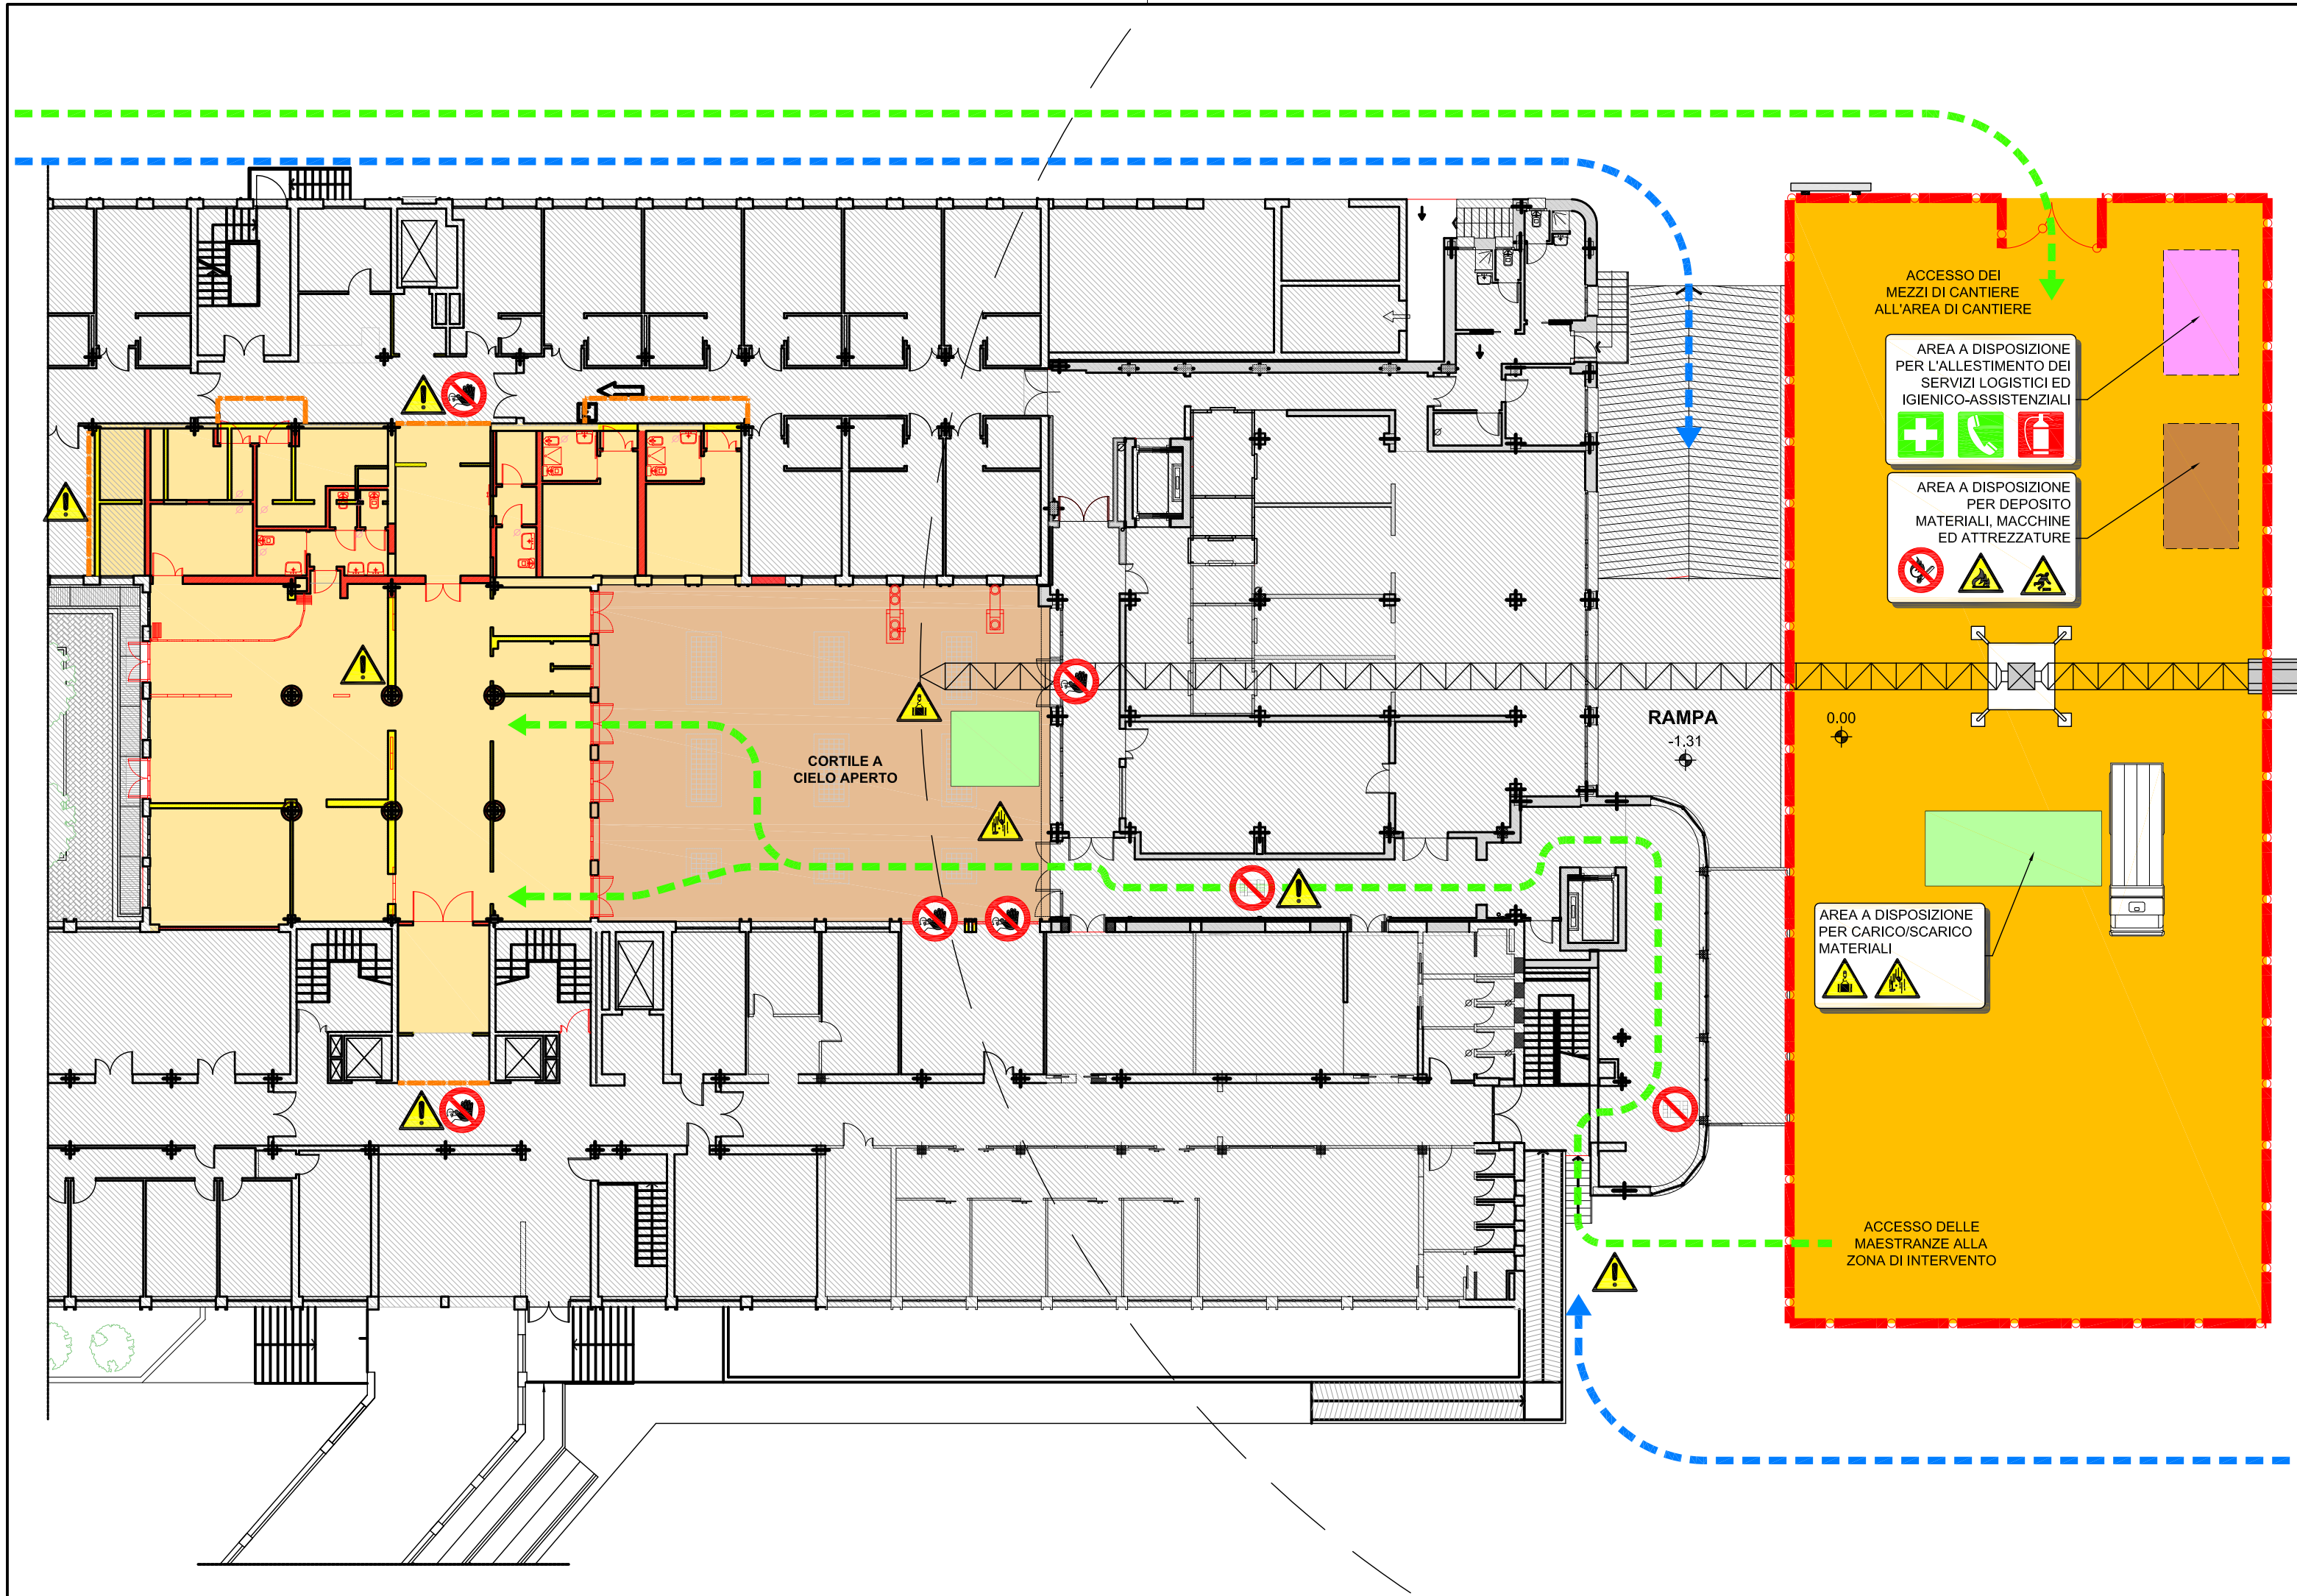 ACCESSO DEI
MEZZI DI CANTIERE
ALL'AREA DI CANTIERE
AREA A DISPOSIZIONE
PER L'ALLESTIMENTO DEI
SERVIZI LOGISTICI ED
IGIENICO-ASSISTENZIALI
AREA A DISPOSIZIONE
PER DEPOSITO
MATERIALI, MACCHINE
ED ATTREZZATURE
RAMPA
-1.31
0.00
CORTILE A
CIELO APERTO
AREA A DISPOSIZIONE
PER CARICO/SCARICO
MATERIALI
ACCESSO DELLE
MAESTRANZE ALLA
ZONA DI INTERVENTO